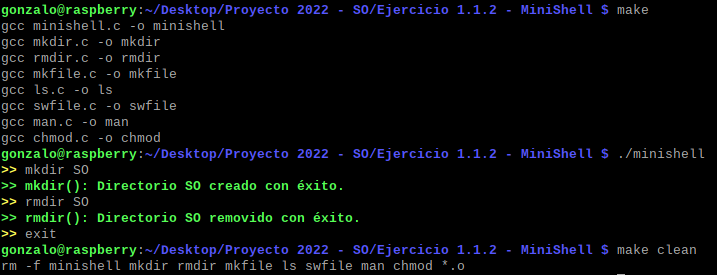 gonzalo@raspberry:~/Desktop/Proyecto 2022 - SO/Ejercicio 1.1.2 - MiniShell $ make
gcc minishell.c -o minishell
gcc mkdir.c -o mkdir
gcc rmdir.c -o rmdir
gcc mkfile.c -o mkfile
gcc ls.c -o ls
gcc swfile.c -o swfile
gcc man.c -o man
gcc chmod.c -o chmod
gonzalo@raspberry:~/Desktop/Proyecto 2022 - SO/Ejercicio 1.1.2 - MiniShell $ ./minishell
>> mkdir SO
>> mkdir(): Directorio SO creado con éxito.
>> rmdir SO
>> rmdir(): Directorio SO removido con éxito.
>> exit
gonzalo@raspberry:~/Desktop/Proyecto 2022 - SO/Ejercicio 1.1.2 - MiniShell $ make clean
rm -f minishell mkdir rmdir mkfile ls swfile man chmod *.o